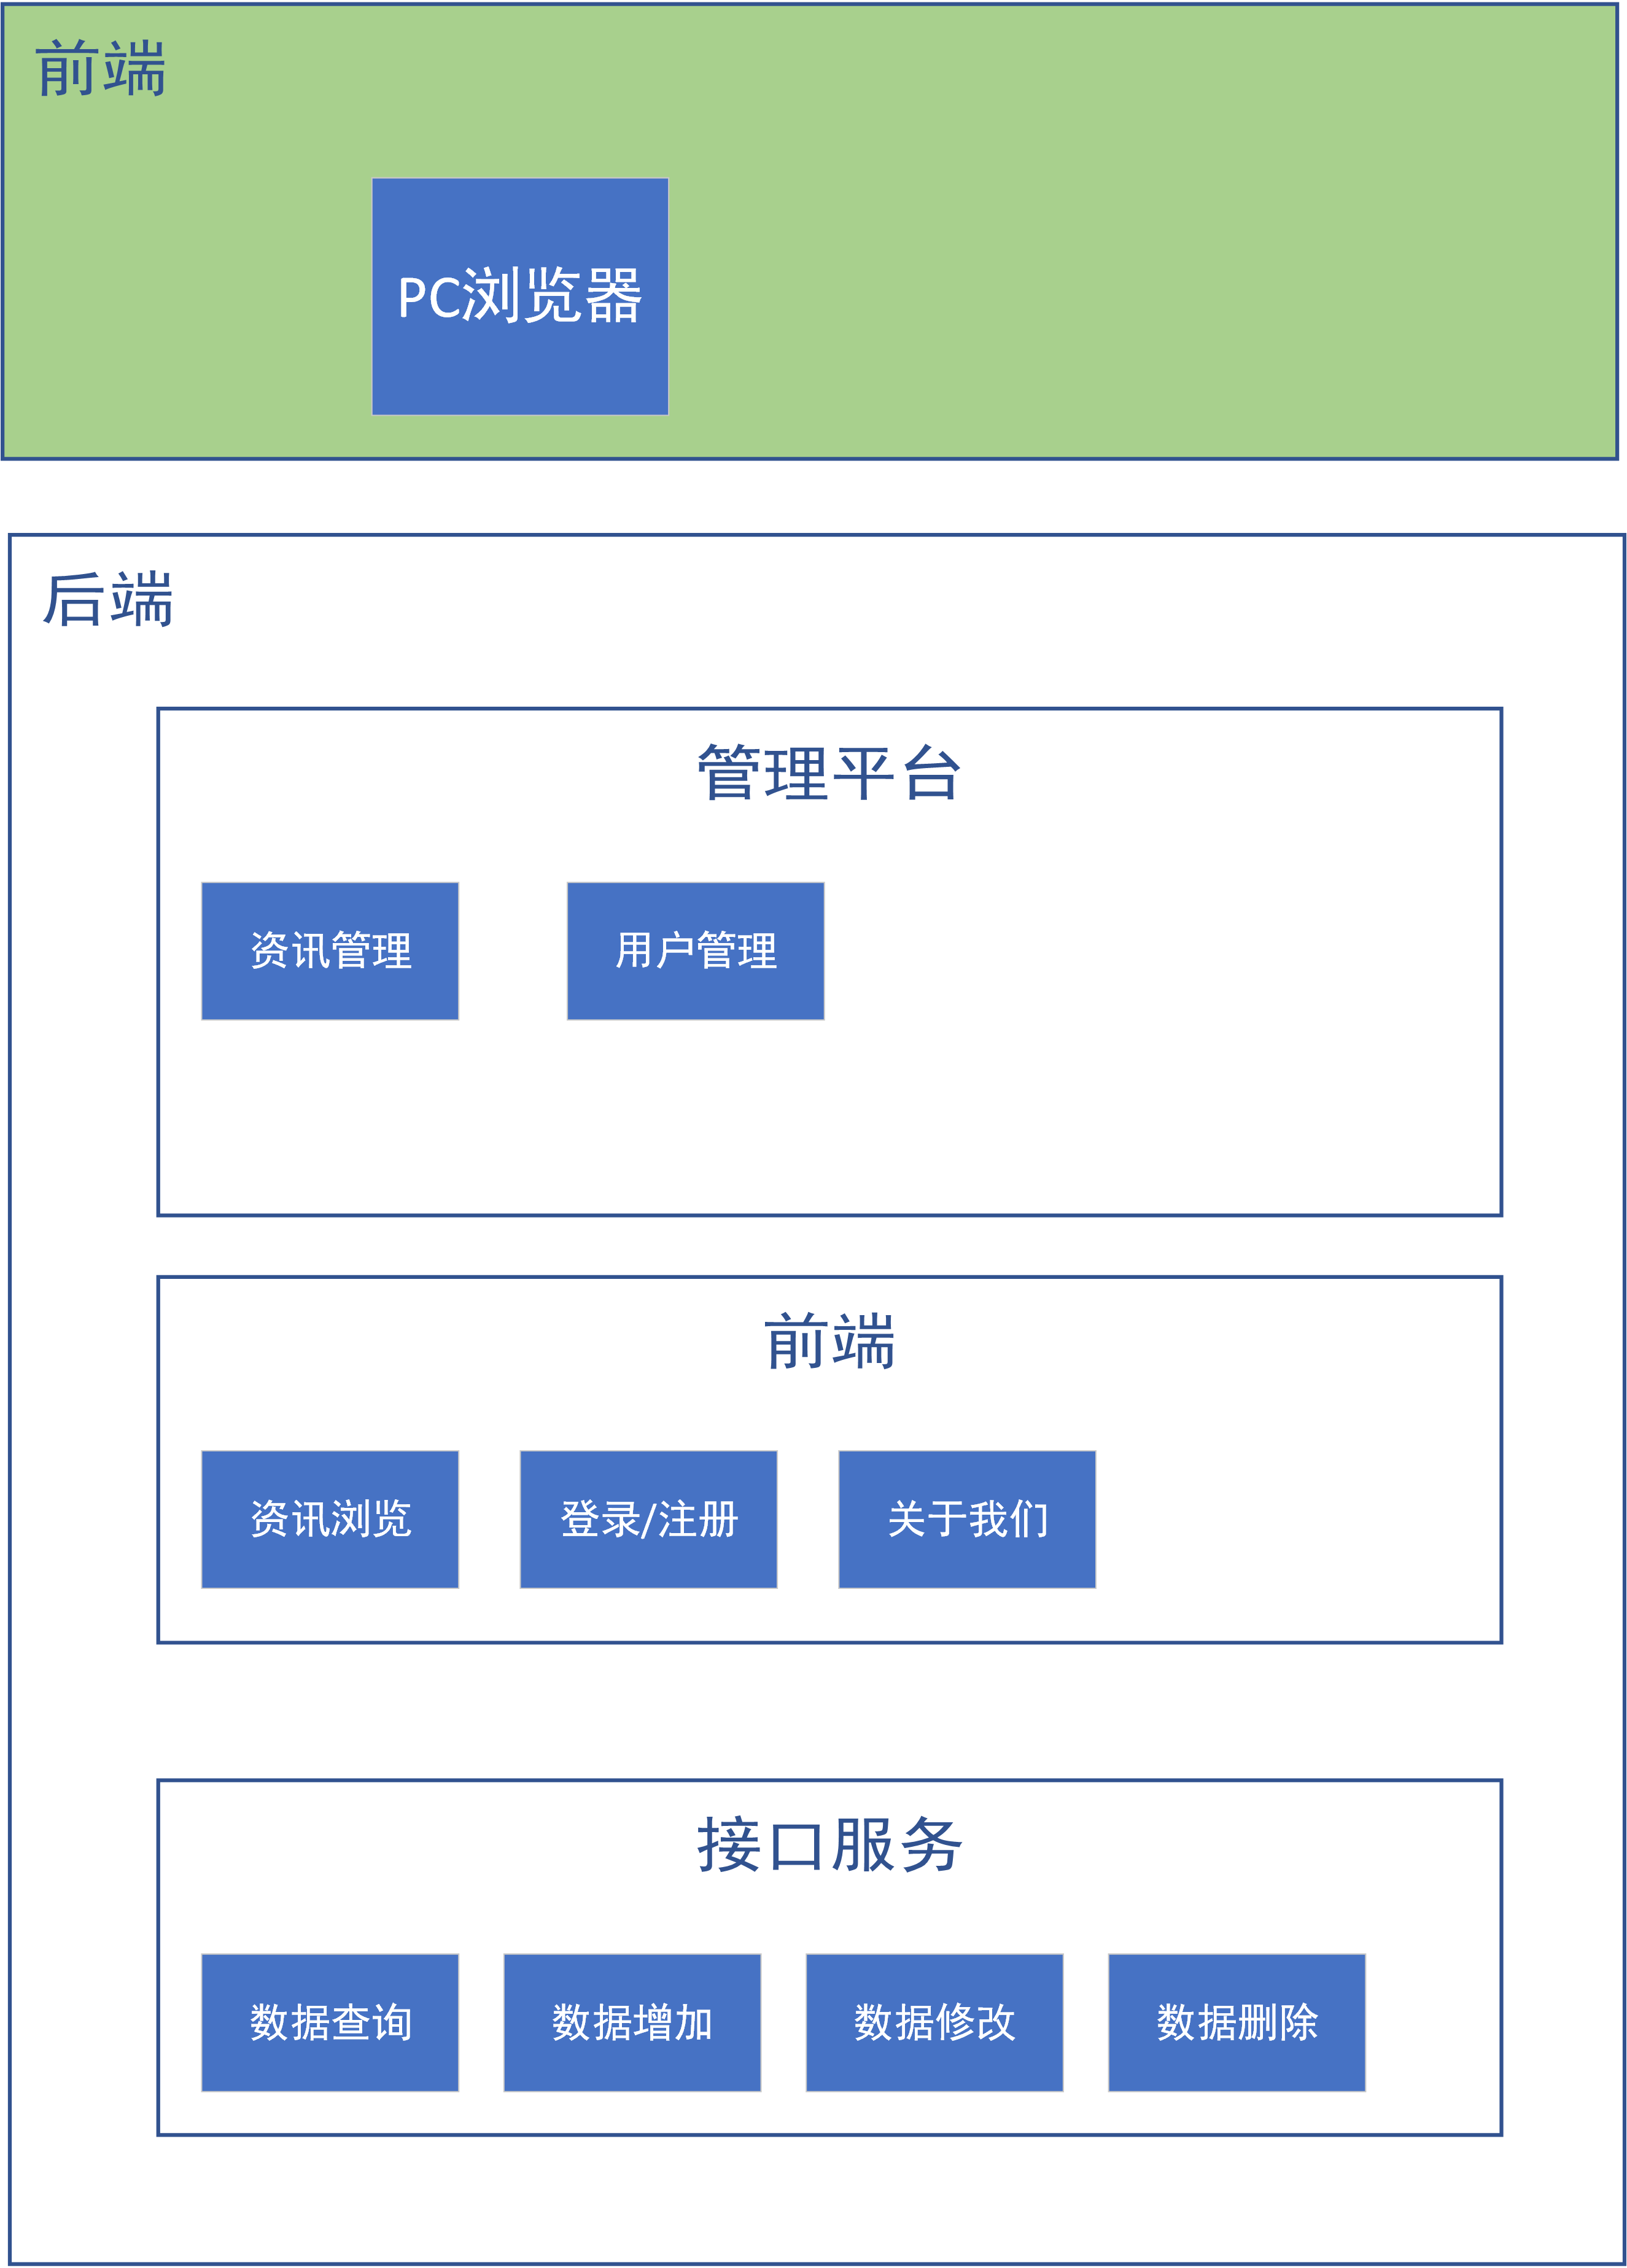 前端
PC浏览器
后端
管理平台
资讯管理
用户管理
前端
资讯浏览
登录/注册
关于我们
接口服务
数据查询
数据增加
数据修改
数据删除